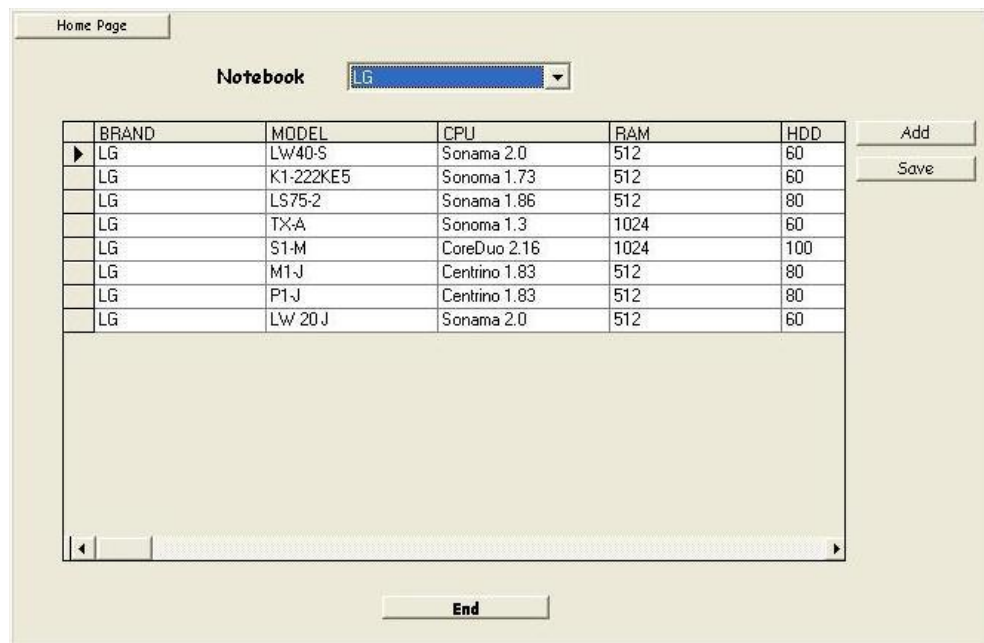 Home Page
Notebook LG
BRAND MODEL CPU RAM HDD
LG LW40-S Sonama 2.0 512 60
LG K1-222KE5 Sonoma 1.73 512 60
LG LS75-2 Sonama 1.86 512 80
LG TX-A Sonoma 1.3 1024 60
LG S1-M CoreDuo 2.16 1024 100
LG M1-J Centrino 1.83 512 80
LG P1-J Centrino 1.83 512 80
LG LW 20J Sonama 2.0 512 60
Add
Save
End